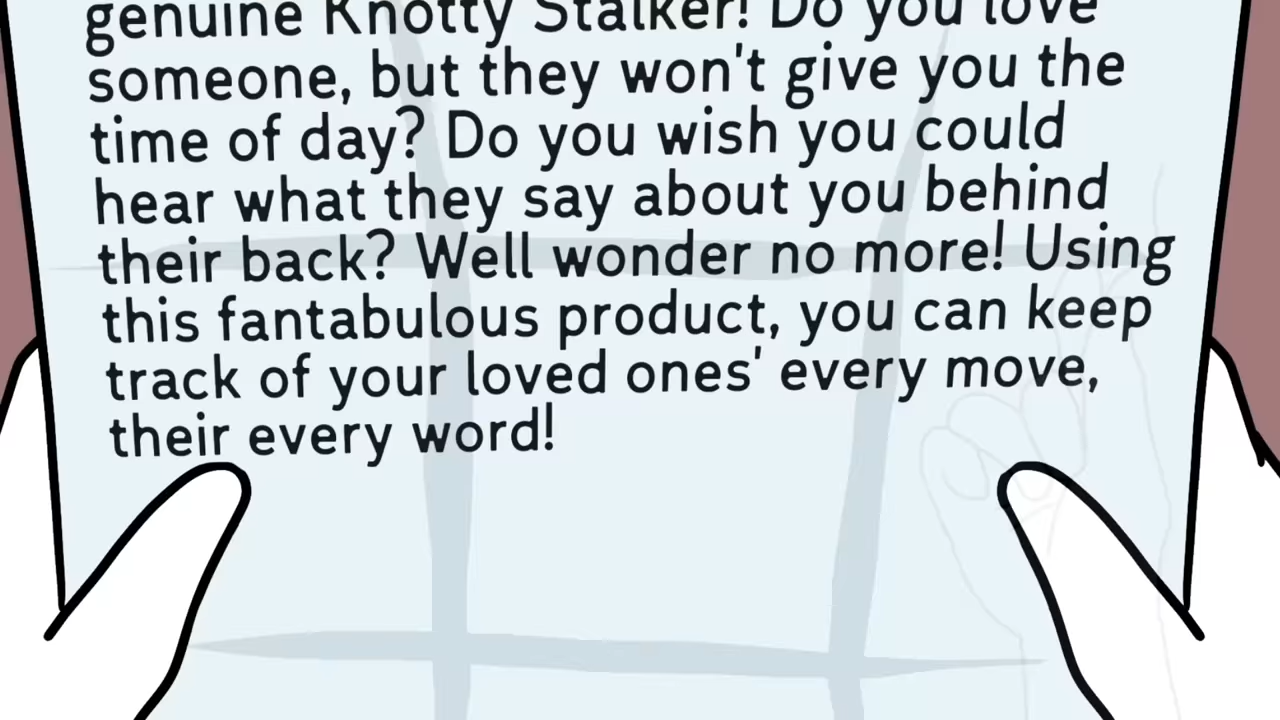 genuine Knotty Stalker! Do you love
someone, but they won't give you the
time of day? Do you wish you could
hear what they say about you behind
their back? Well wonder no more! Using
this fantabulous product, you can keep
track of your loved ones' every move,
their every word!